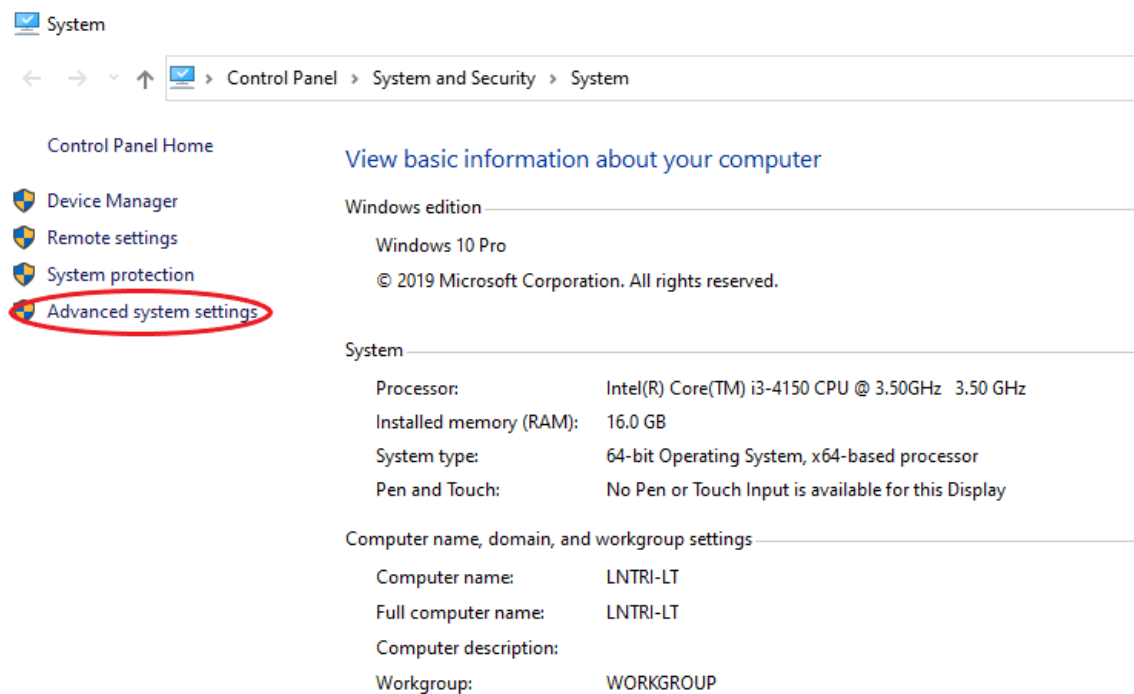 System
Control Panel > System and Security > System
Control Panel Home
Device Manager
Remote settings
System protection
Advanced system settings
View basic information about your computer
Windows edition
Windows 10 Pro
© 2019 Microsoft Corporation. All rights reserved.
System
Processor: Intel(R) Core(TM) i3-4150 CPU @ 3.50GHz 3.50 GHz
Installed memory (RAM): 16.0 GB
System type: 64-bit Operating System, x64-based processor
Pen and Touch: No Pen or Touch Input is available for this Display
Computer name, domain, and workgroup settings
Computer name: LNTRI-LT
Full computer name: LNTRI-LT
Computer description:
Workgroup: WORKGROUP